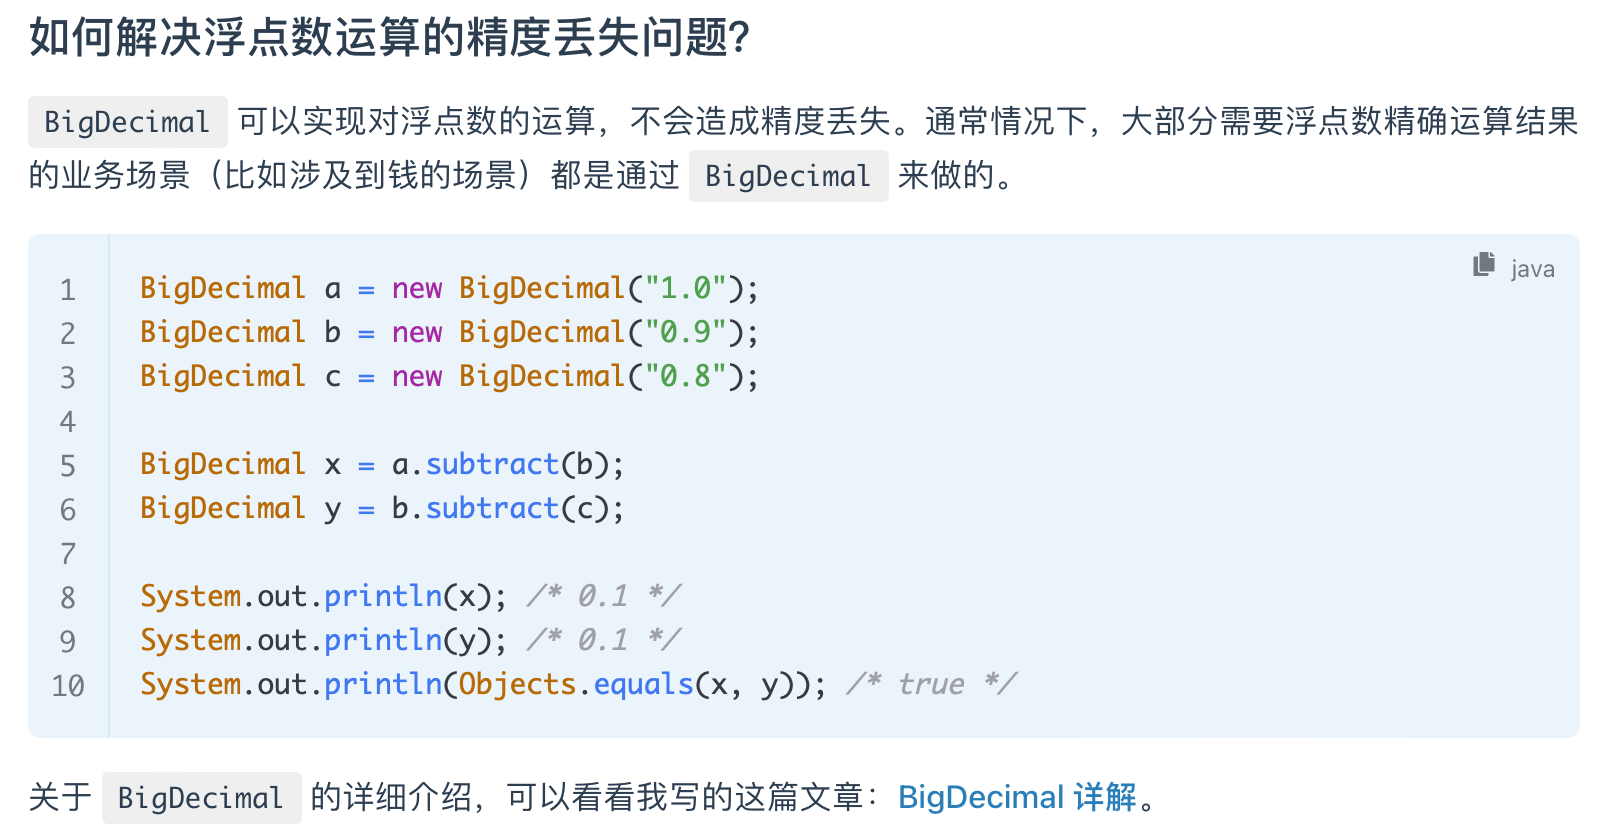 如何解决浮点数运算的精度丢失问题?
BigDecimal 可以实现对浮点数的运算，不会造成精度丢失。通常情况下，大部分需要浮点数精确运算结果
的业务场景（比如涉及到钱的场景）都是通过 BigDecimal 来做的。
java
1 BigDecimal a = new BigDecimal("1.0");
2 BigDecimal b = new BigDecimal("0.9");
3 BigDecimal c = new BigDecimal("0.8");
4
5 BigDecimal x = a.subtract(b);
6 BigDecimal y = b.subtract(c);
7
8 System.out.println(x); /* 0.1 */
9 System.out.println(y); /* 0.1 */
10 System.out.println(Objects.equals(x, y)); /* true */
关于 BigDecimal 的详细介绍，可以看看我写的这篇文章：BigDecimal 详解。